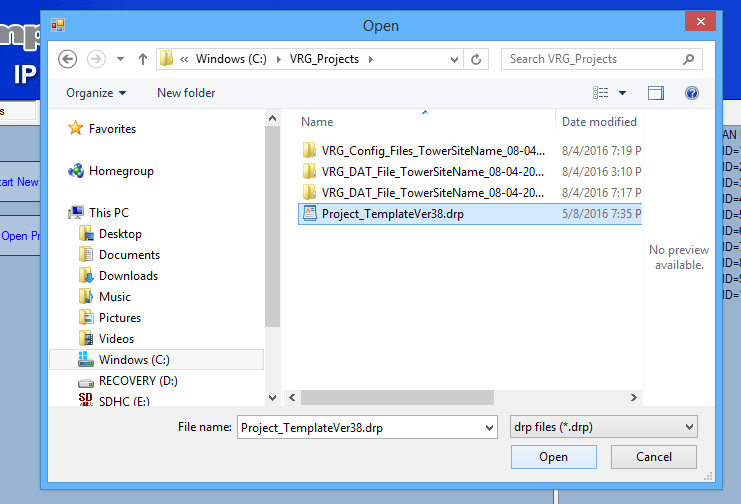 Open
IP
Windows (C:) VRG_Projects
Search VRG_Projects
Organize New folder
Name Date modified
Favorites
Homegroup
This PC
Desktop
Documents
Downloads
Music
Pictures
Videos
Windows (C:)
RECOVERY (D:)
SDHC (E:)
VRG_Config_Files_TowerSiteName_08-04... 8/4/2016 7:19 P
VRG_DAT_File_TowerSiteName_08-04-20... 8/4/2016 3:10 P
VRG_DAT_File_TowerSiteName_08-04-20... 8/4/2016 7:17 P
Project_TemplateVer38.drp 5/8/2016 7:35 P
No preview
available.
File name: Project_TemplateVer38.drp drp files (*.drp)
Open Cancel
tart New
Open Pr
AN
ID=
ID=2
ID=3
ID=4
ID=5
ID=6
ID=7
ID=8
ID=9
ID=